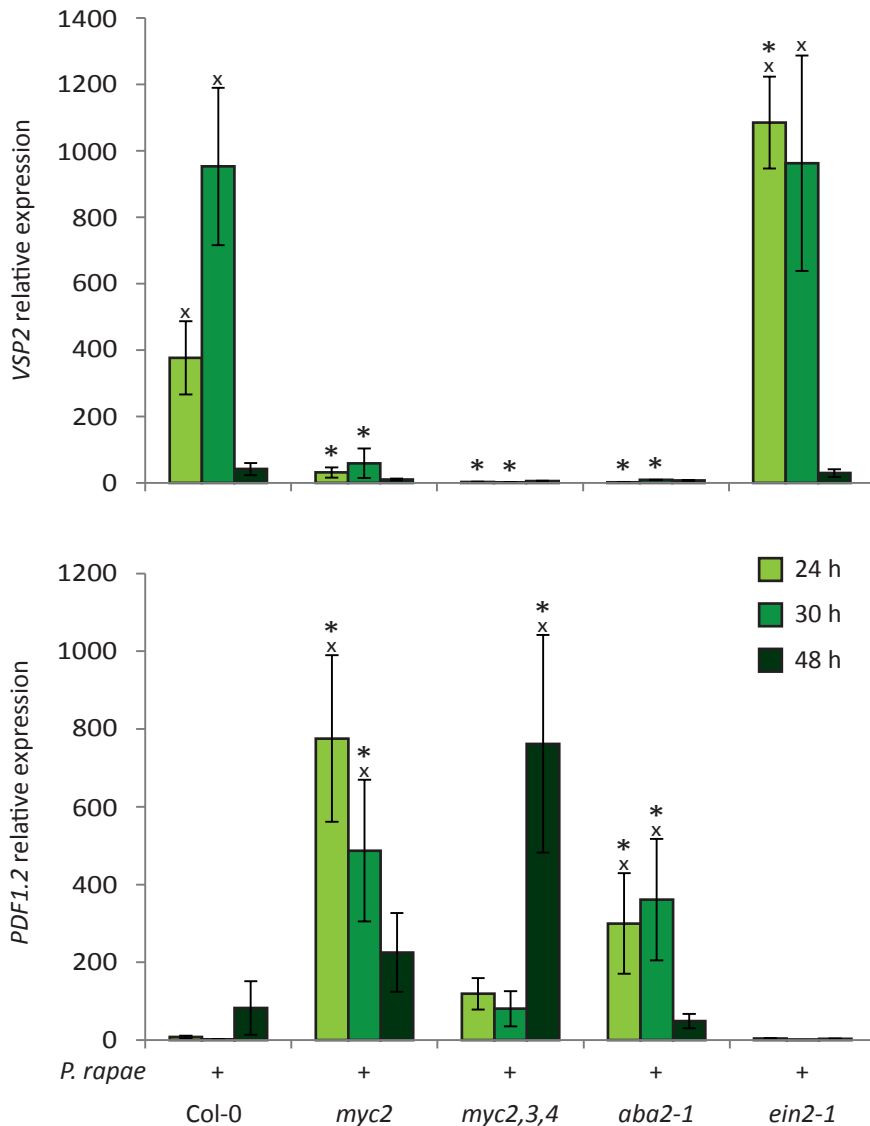 1400
1200
1000
800
600
400
200
0
VSP2 relative expression
x
x
*
*
*
*
*
*
*
x
x
1200
1000
800
600
400
200
0
PDF1.2 relative expression
24 h
30 h
48 h
*
x
*
x
*
x
*
x
*
x
P. rapae + + + + +
Col-0 myc2 myc2,3,4 aba2-1 ein2-1